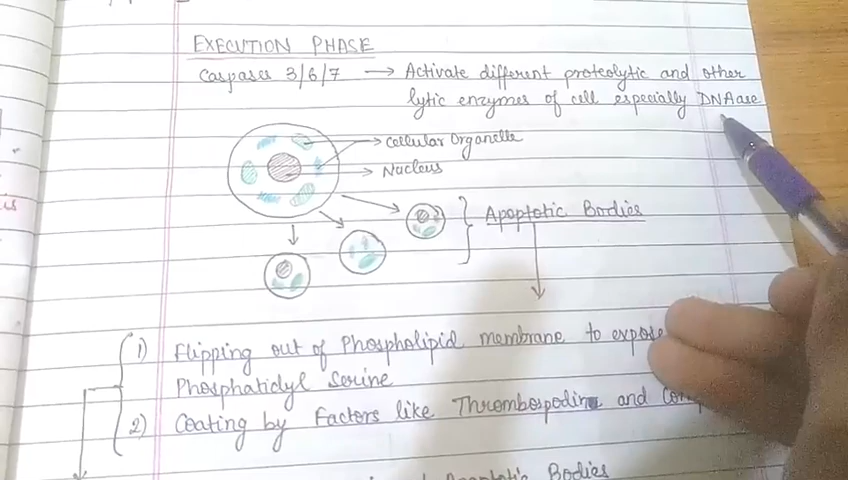 EXECUTION PHASE
Caspases 3/6/7 → Activate different proteolytic and other
lytic enzymes of cell especially DNAase
Cellular Organelle
Nucleus
Apoptotic Bodies
1) Flipping out of Phospholipid membrane to expose
Phosphatidyl Serine
2) Coating by Factors like Thrombospodin and
Apoptotic Bodies